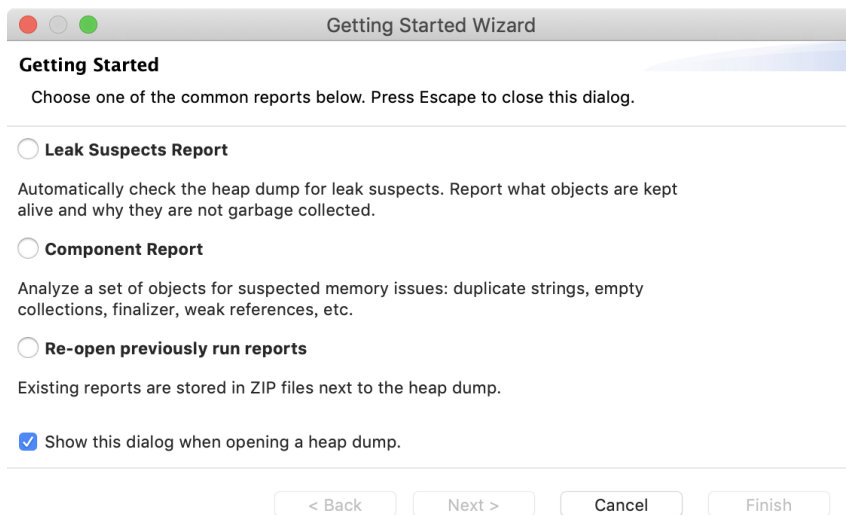 Getting Started Wizard
Getting Started
Choose one of the common reports below. Press Escape to close this dialog.
Leak Suspects Report
Automatically check the heap dump for leak suspects. Report what objects are kept
alive and why they are not garbage collected.
Component Report
Analyze a set of objects for suspected memory issues: duplicate strings, empty
collections, finalizer, weak references, etc.
Re-open previously run reports
Existing reports are stored in ZIP files next to the heap dump.
Show this dialog when opening a heap dump.
< Back Next > Cancel Finish